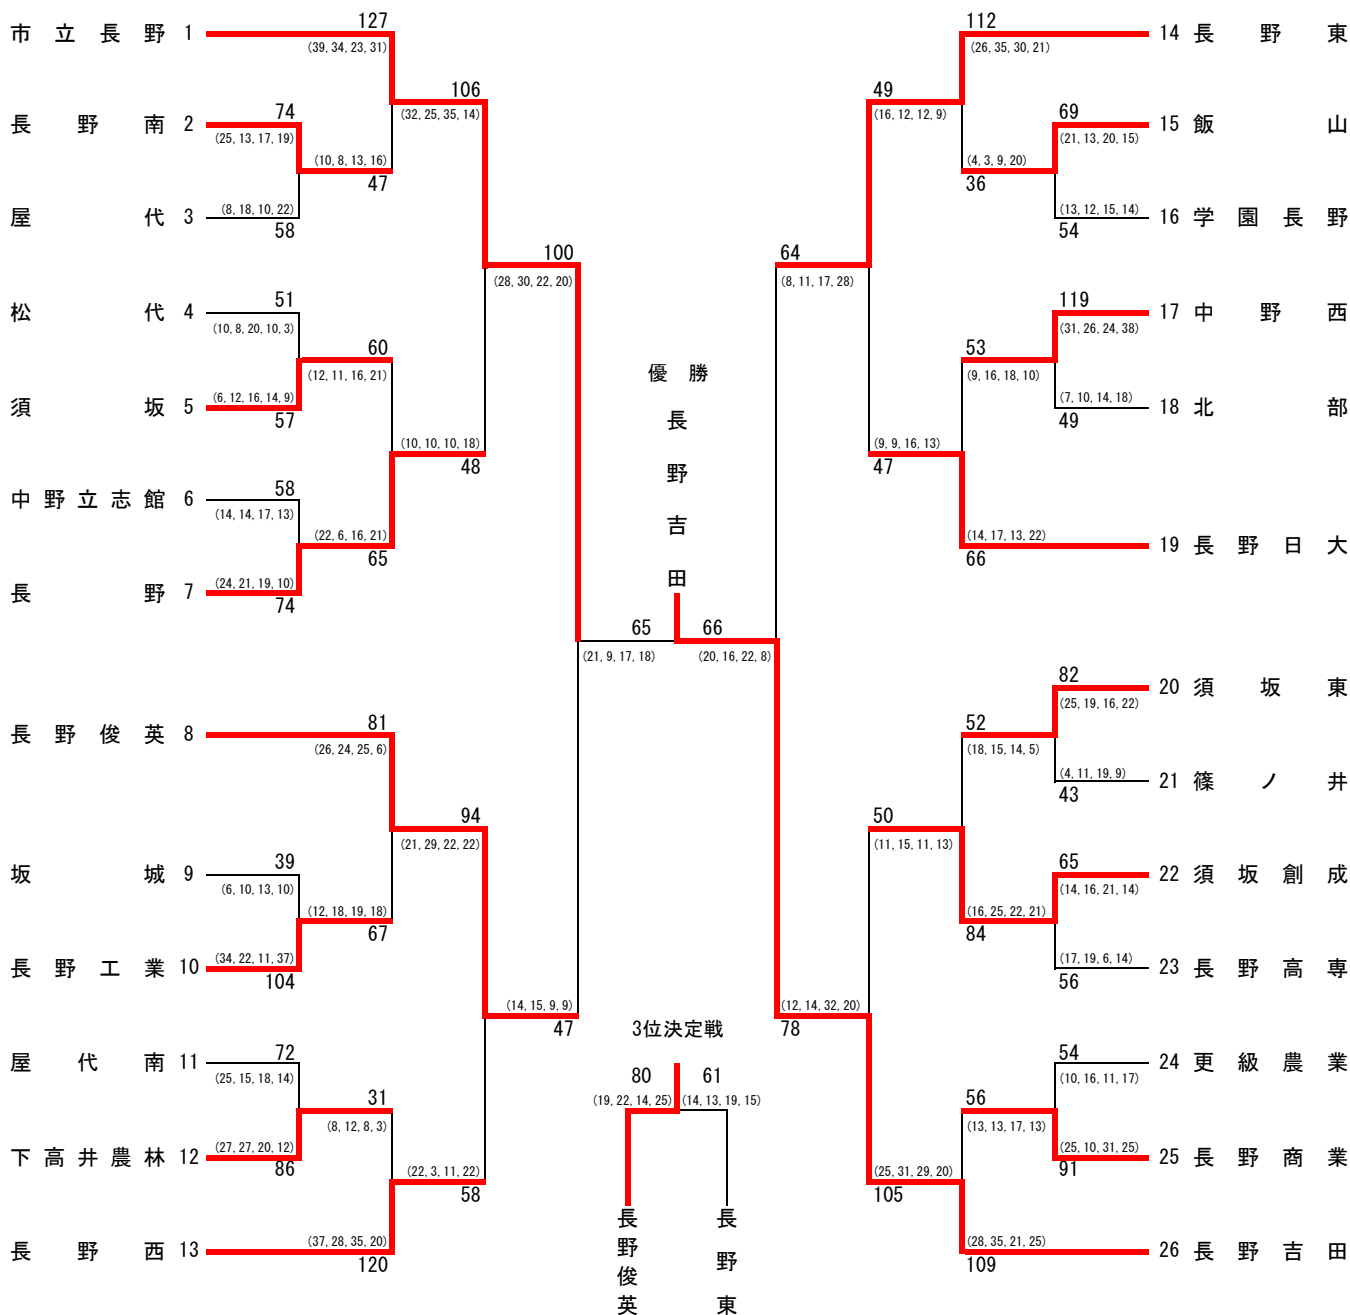 市立長野 1
127
(39, 34, 23, 31)
106
(32, 25, 35, 14)
長野南 2
74
(25, 13, 17, 19)
(10, 8, 13, 16)
47
屋代 3
(8, 18, 10, 22)
58
100
(28, 30, 22, 20)
松代 4
51
(10, 8, 20, 10, 3)
60
(12, 11, 16, 21)
須坂 5
(6, 12, 16, 14, 9)
57
(10, 10, 10, 18)
48
中野立志館 6
58
(14, 14, 17, 13)
(22, 6, 16, 21)
65
長野 7
(24, 21, 19, 10)
74
65
(21, 9, 17, 18)
長野俊英 8
81
(26, 24, 25, 6)
94
(21, 29, 22, 22)
坂城 9
39
(6, 10, 13, 10)
(12, 18, 19, 18)
67
長野工業 10
(34, 22, 11, 37)
104
(14, 15, 9, 9)
47
屋代南 11
72
(25, 15, 18, 14)
31
(8, 12, 8, 3)
下高井農林 12
(27, 27, 20, 12)
86
(22, 3, 11, 22)
58
長野西 13
(37, 28, 35, 20)
120
優勝
長野吉田
66
(20, 16, 22, 8)
3位決定戦
80
(19, 22, 14, 25)
61
(14, 13, 19, 15)
長野俊英
長野東
112
14 長野東
(26, 35, 30, 21)
49
(16, 12, 12, 9)
69
15 飯山
(21, 13, 20, 15)
(4, 3, 9, 20)
36
16 学園長野
(13, 12, 15, 14)
54
64
(8, 11, 17, 28)
119
17 中野西
(31, 26, 24, 38)
53
(9, 16, 18, 10)
(7, 10, 14, 18)
18 北部
49
(9, 9, 16, 13)
47
(14, 17, 13, 22)
19 長野日大
66
82
20 須坂東
(25, 19, 16, 22)
52
(18, 15, 14, 5)
(4, 11, 19, 9)
21 篠ノ井
43
50
(11, 15, 11, 13)
65
22 須坂創成
(14, 16, 21, 14)
(16, 25, 22, 21)
84
(17, 19, 6, 14)
23 長野高専
56
(12, 14, 32, 20)
78
54
24 更級農業
(10, 16, 11, 17)
56
(13, 13, 17, 13)
(25, 10, 31, 25)
25 長野商業
91
(25, 31, 29, 20)
105
(28, 35, 21, 25)
26 長野吉田
109